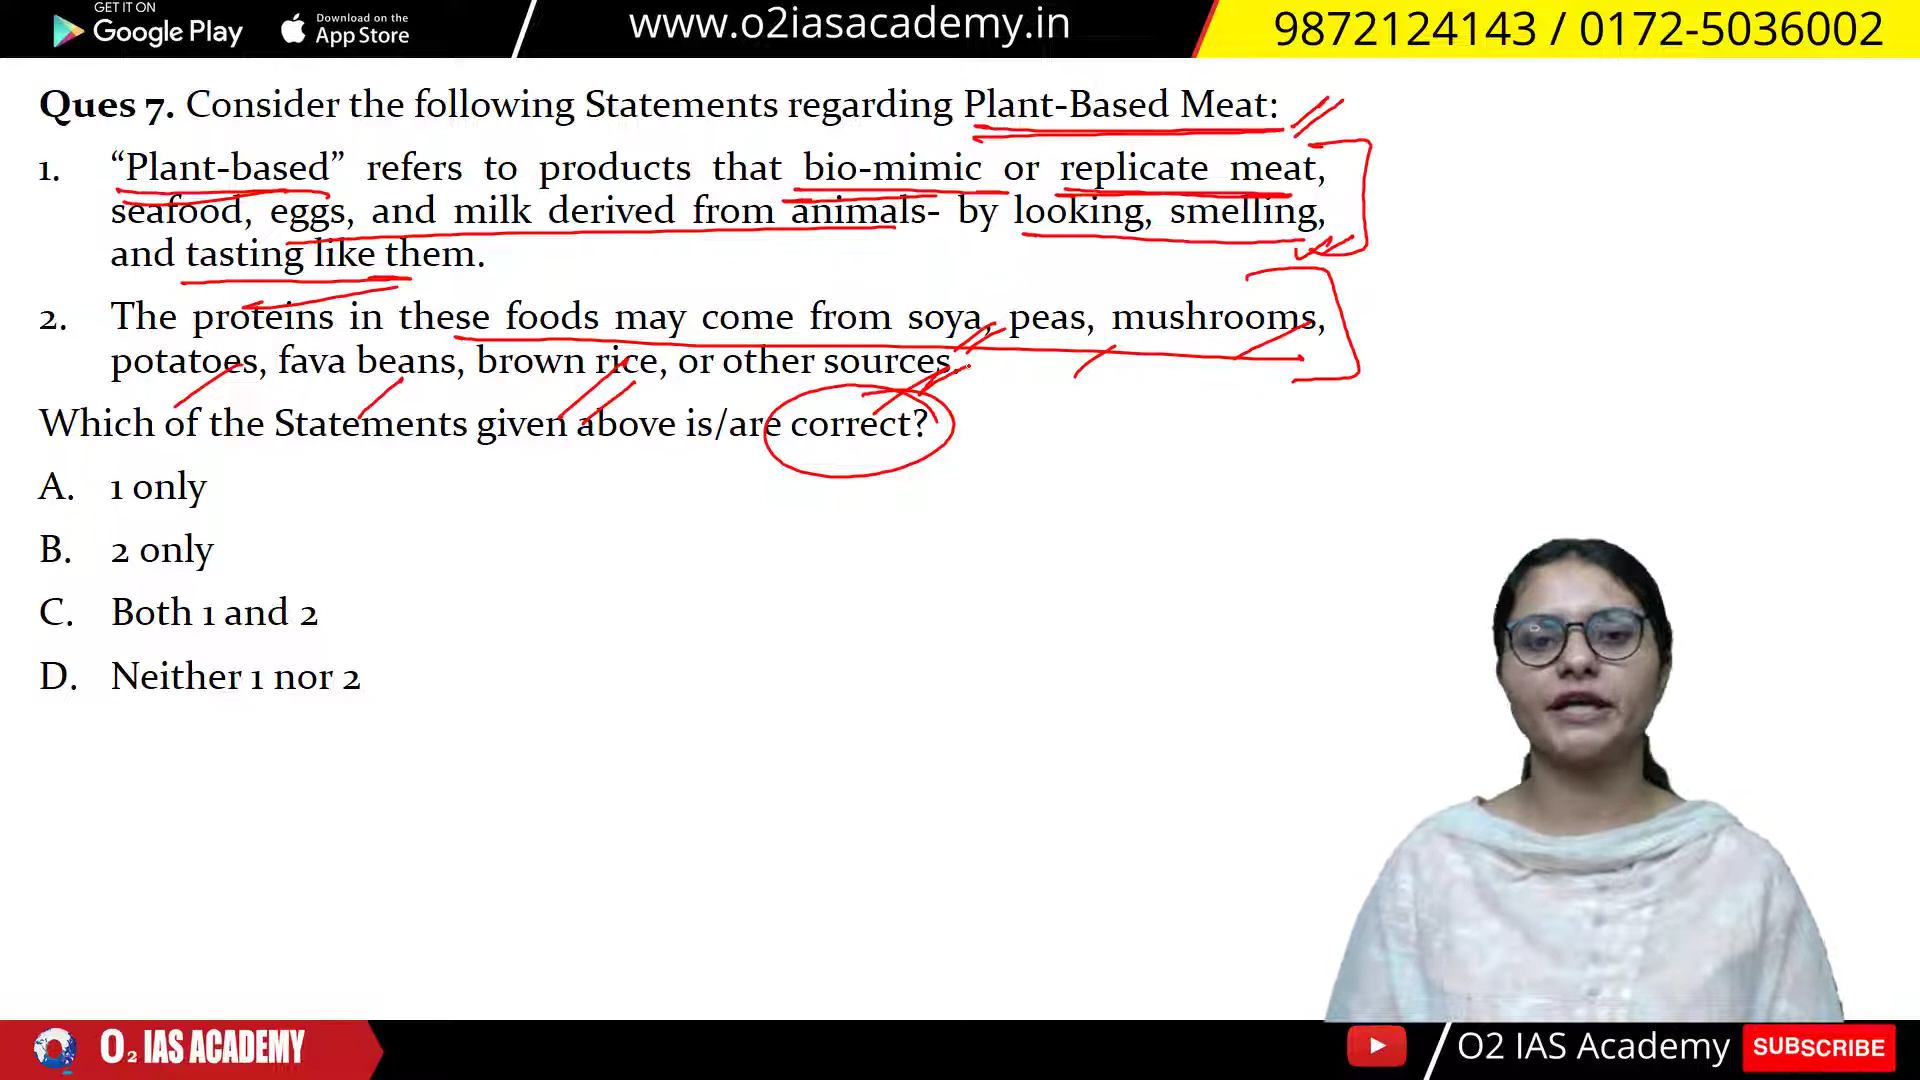 GET IT ON
Google Play
Download on the
App Store
www.o2iasacademy.in
9872124143 / 0172-5036002
Ques 7. Consider the following Statements regarding Plant-Based Meat:
1. “Plant-based” refers to products that bio-mimic or replicate meat,
seafood, eggs, and milk derived from animals- by looking, smelling,
and tasting like them.
2. The proteins in these foods may come from soya, peas, mushrooms,
potatoes, fava beans, brown rice, or other sources.
Which of the Statements given above is/are correct?
A. 1 only
B. 2 only
C. Both 1 and 2
D. Neither 1 nor 2
O2 IAS ACADEMY
O2 IAS Academy
SUBSCRIBE